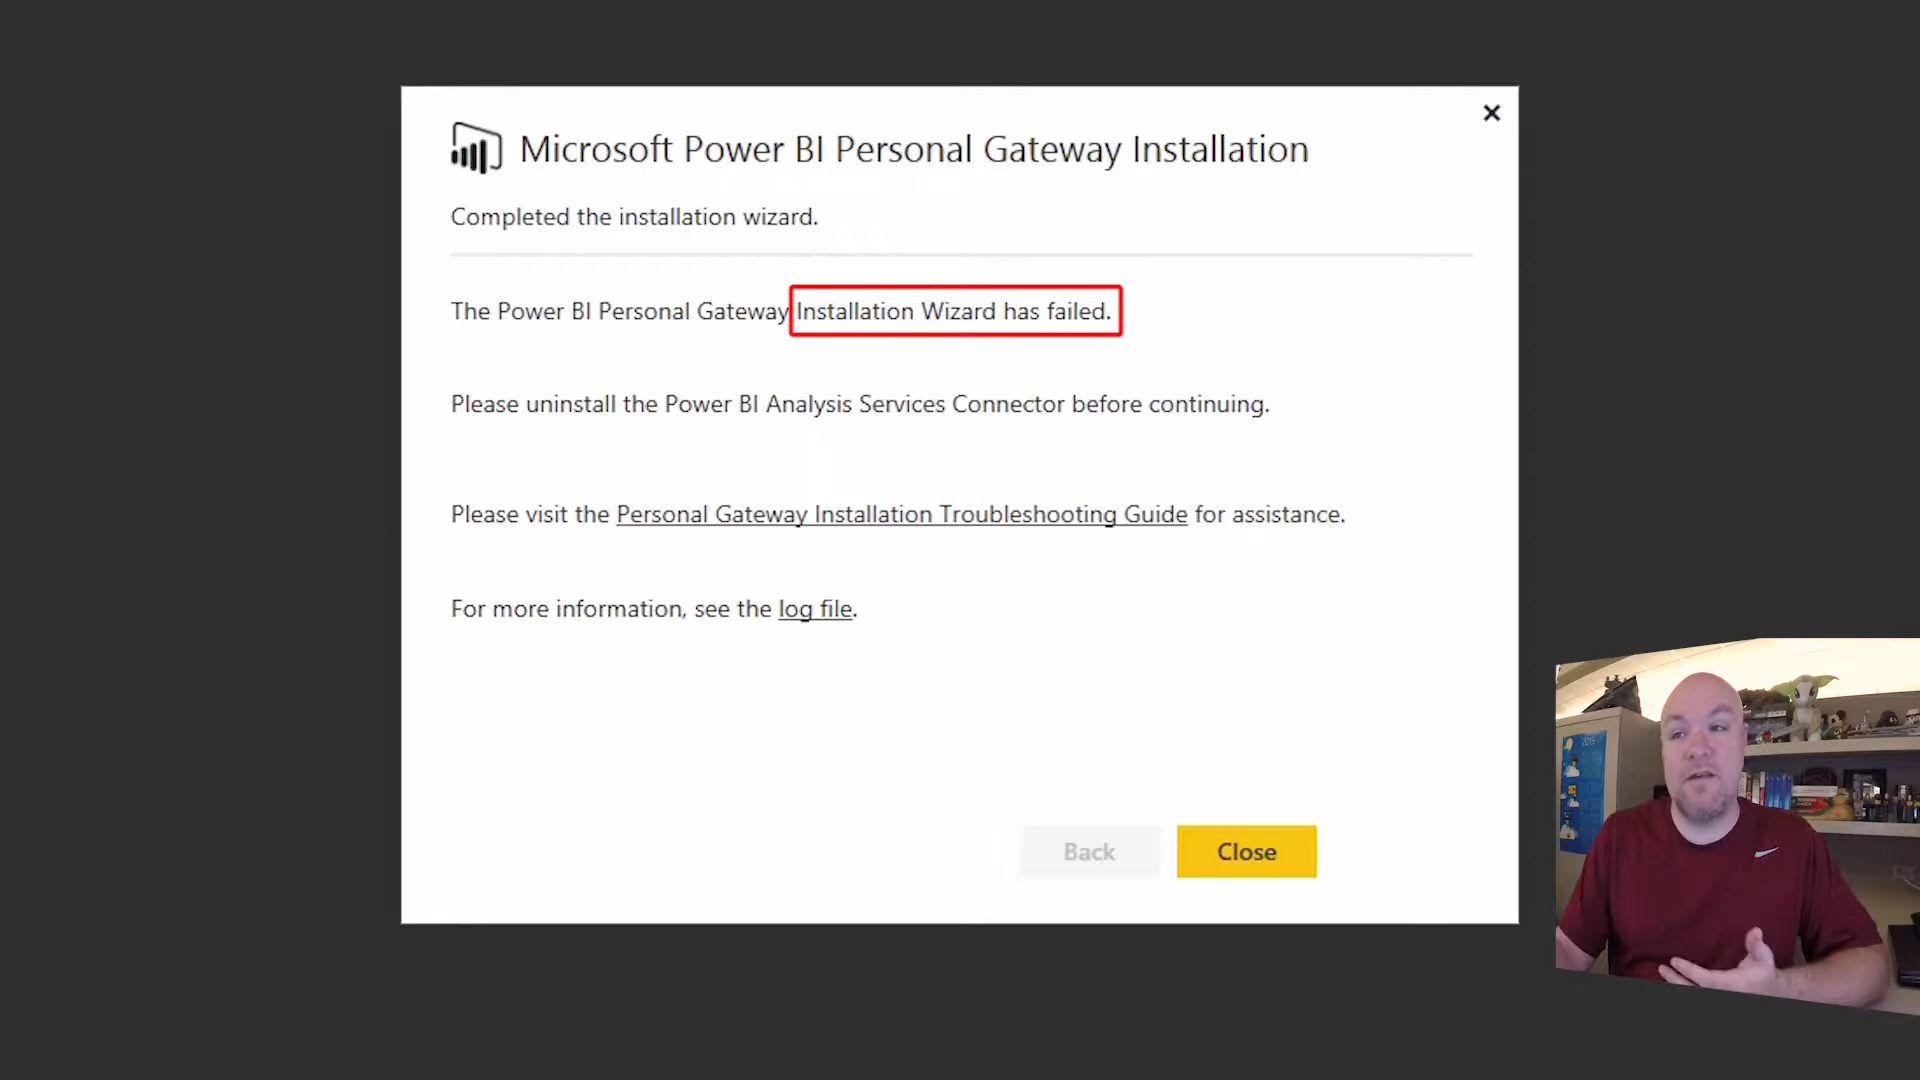 Microsoft Power BI Personal Gateway Installation
Completed the installation wizard.
The Power BI Personal Gateway Installation Wizard has failed.
Please uninstall the Power BI Analysis Services Connector before continuing.
Please visit the Personal Gateway Installation Troubleshooting Guide for assistance.
For more information, see the log file.
Back
Close
2015